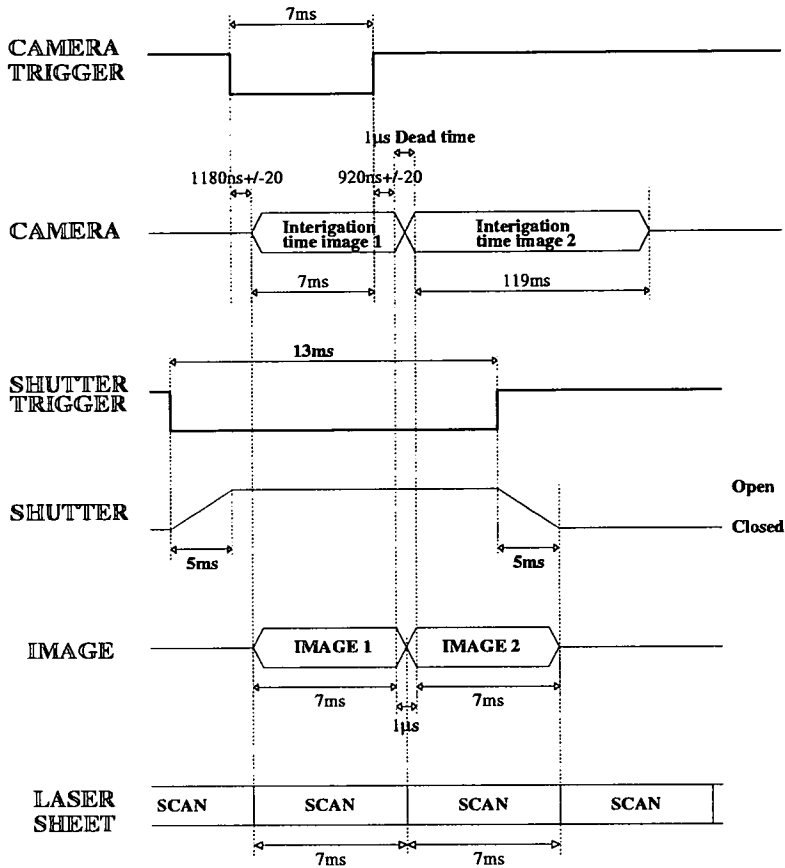 7ms
CAMERA
TRIGGER
1µs Dead time
1180ns+/-20
920ns+/-20
CAMERA
Interigation
time image 1
Interigation
time image 2
7ms
119ms
13ms
SHUTTER
TRIGGER
SHUTTER
Open
Closed
5ms
5ms
IMAGE
IMAGE 1
IMAGE 2
7ms
7ms
1µs
LASER
SHEET
SCAN
SCAN
SCAN
SCAN
7ms
7ms